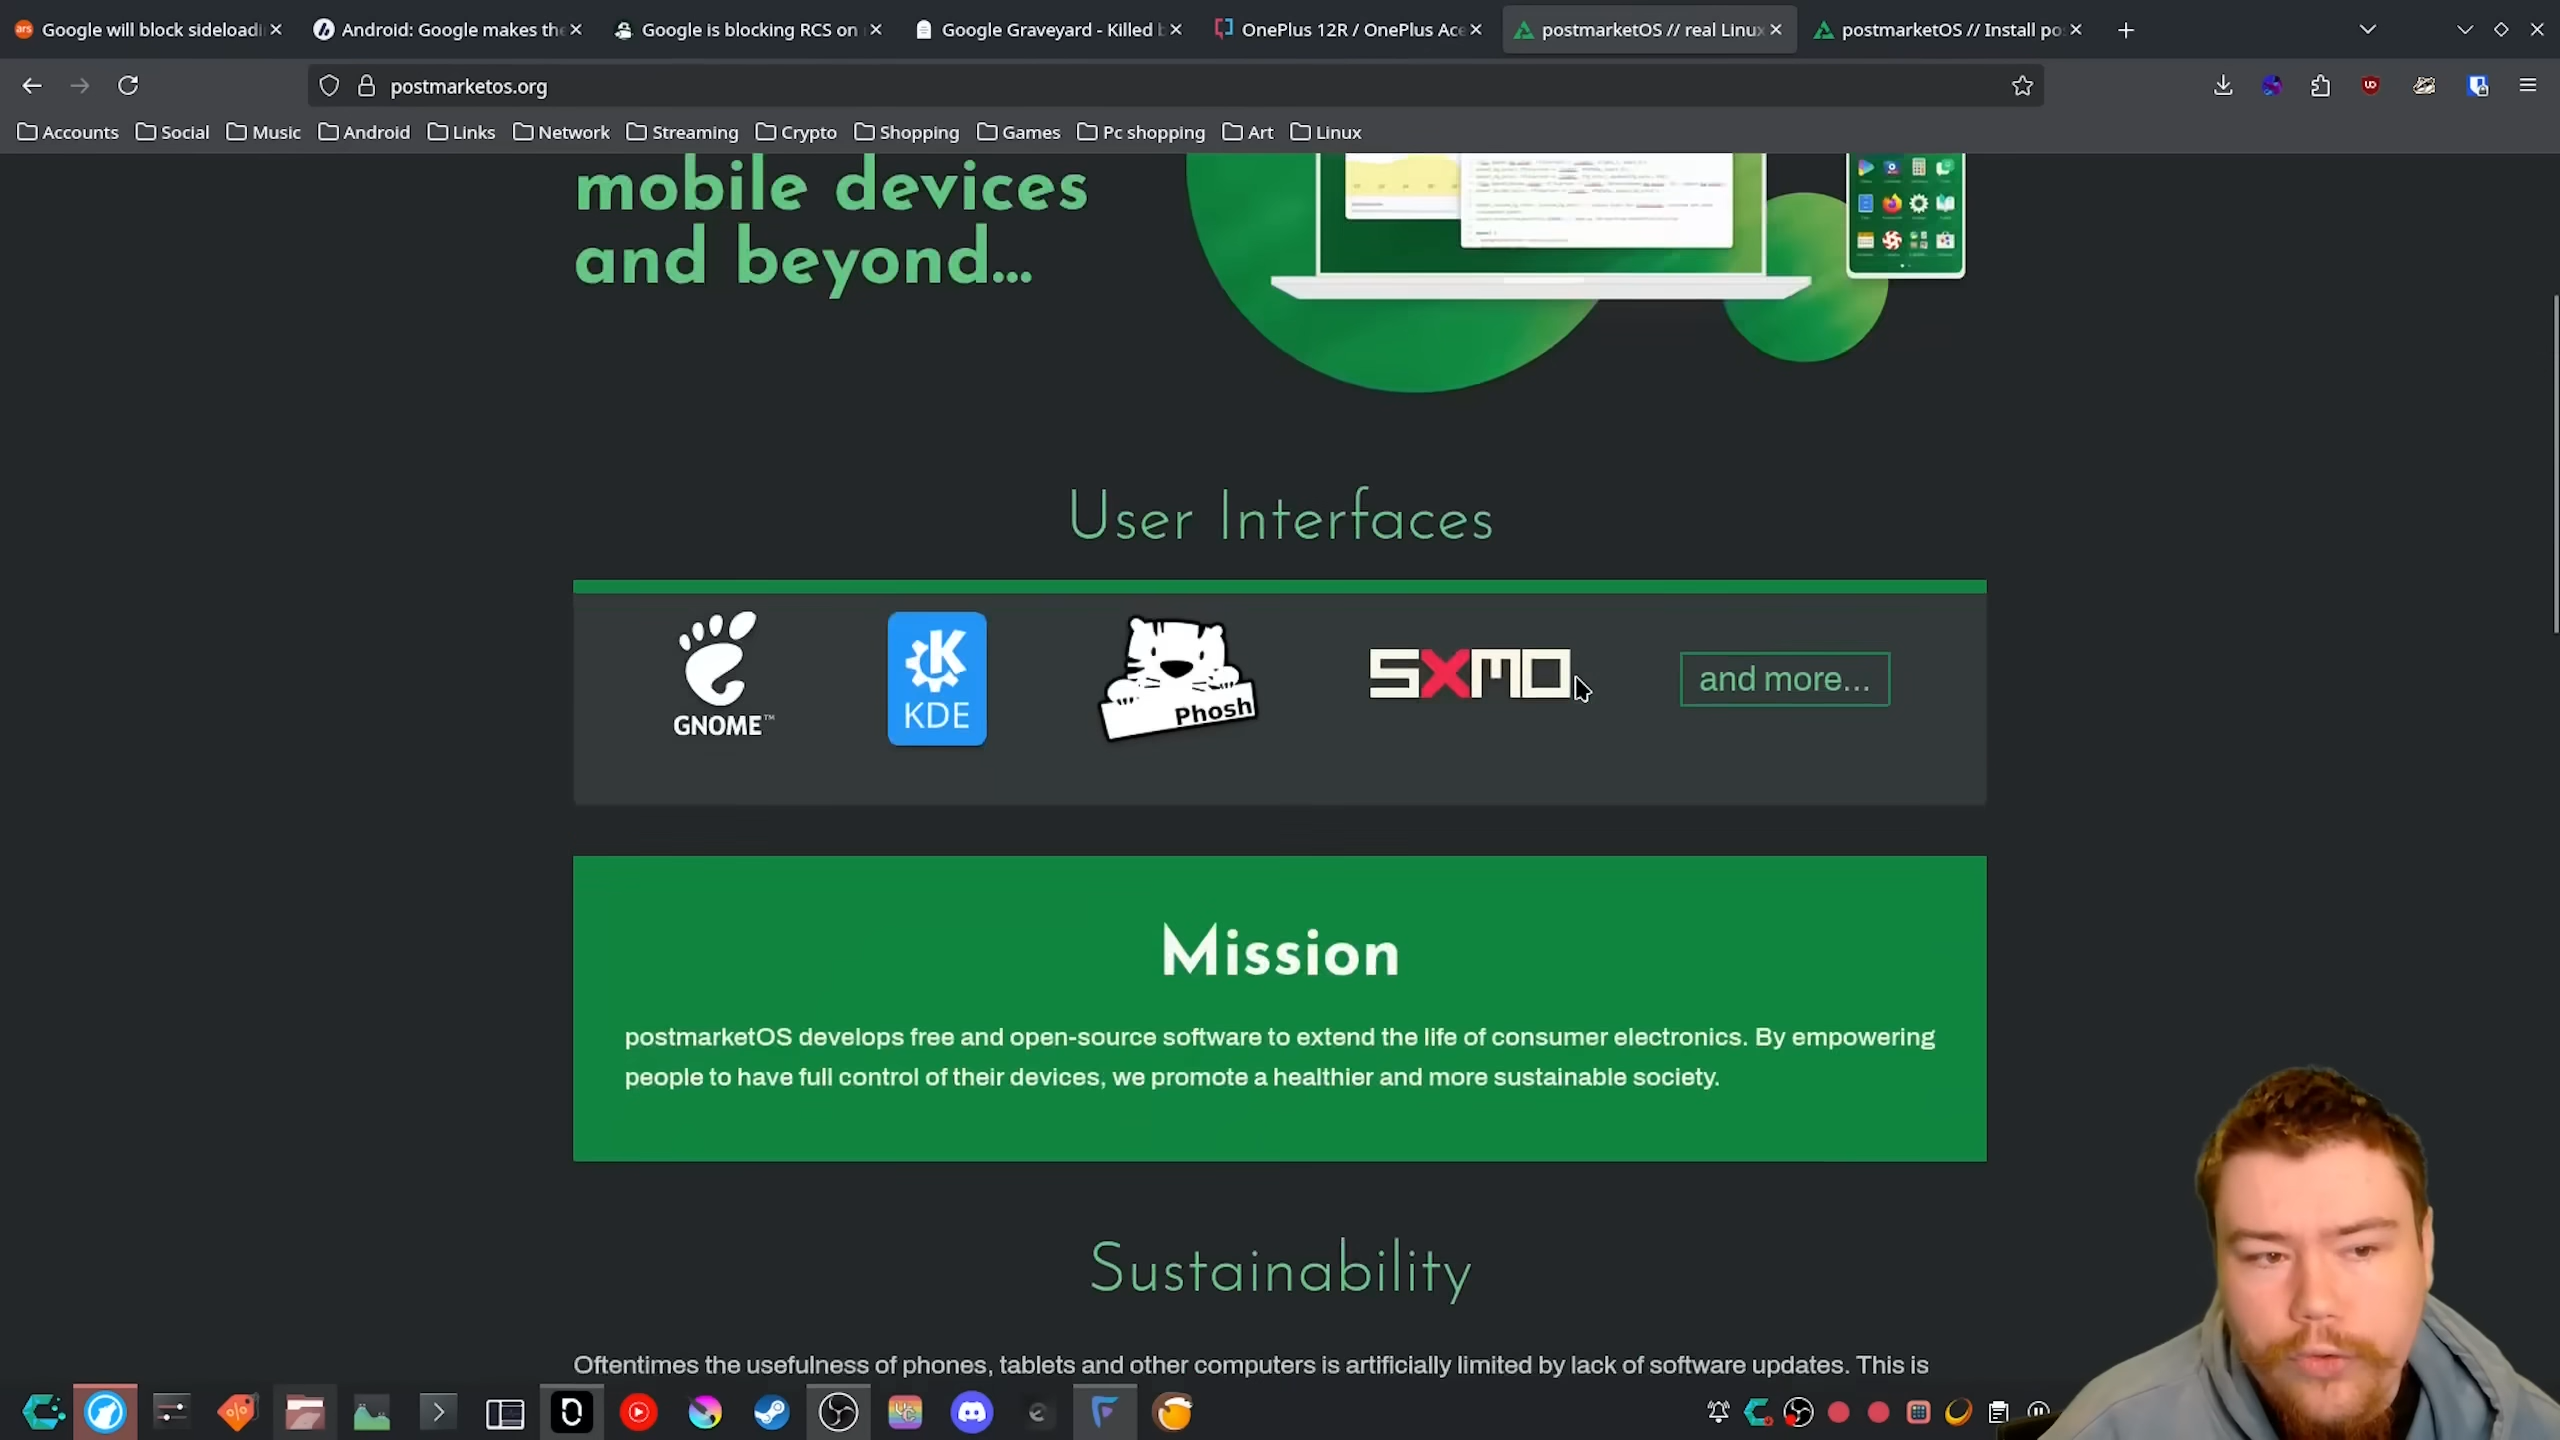 Google will block sideloadi
Android: Google makes the
Google is blocking RCS on
Google Graveyard - Killed b
OnePlus 12R / OnePlus Ace
postmarketOS // real Linux
postmarketOS // Install po
postmarketos.org
Accounts
Social
Music
Android
Links
Network
Streaming
Crypto
Shopping
Games
Pc shopping
Art
Linux
mobile devices
and beyond...
User Interfaces
GNOME™
KDE
Phosh
SXMO
and more...
Mission
postmarketOS develops free and open-source software to extend the life of consumer electronics. By empowering
people to have full control of their devices, we promote a healthier and more sustainable society.
Sustainability
Oftentimes the usefulness of phones, tablets and other computers is artificially limited by lack of software updates. This is